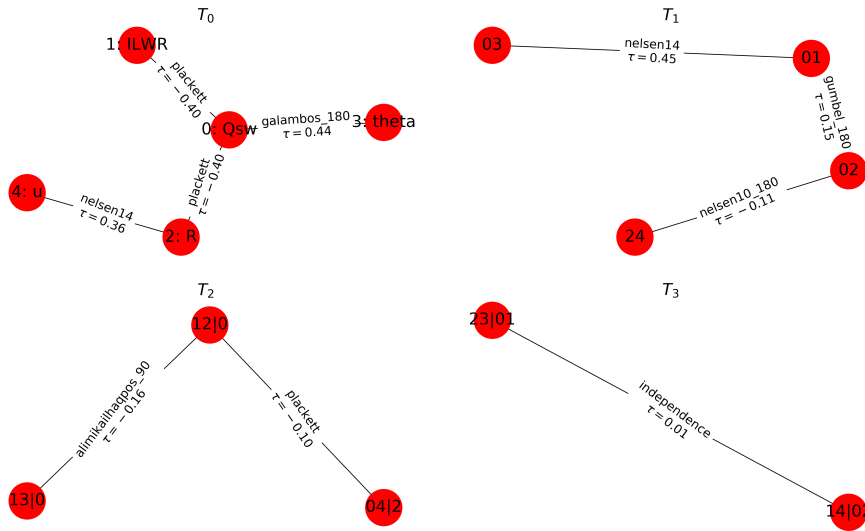 T₀
1: ILWR
plackett
τ = −0.40
0: Qsw
galambos_180
τ = 0.44
3: theta
plackett
τ = −0.40
4: u
nelsen14
τ = 0.36
2: R
T₁
03
nelsen14
τ = 0.45
01
gumbel_180
τ = 0.15
02
nelsen10_180
τ = −0.11
24
T₂
12|0
alimikailhaqpos_90
τ = −0.16
plackett
τ = −0.10
13|0
04|2
T₃
23|01
independence
τ = 0.01
14|0